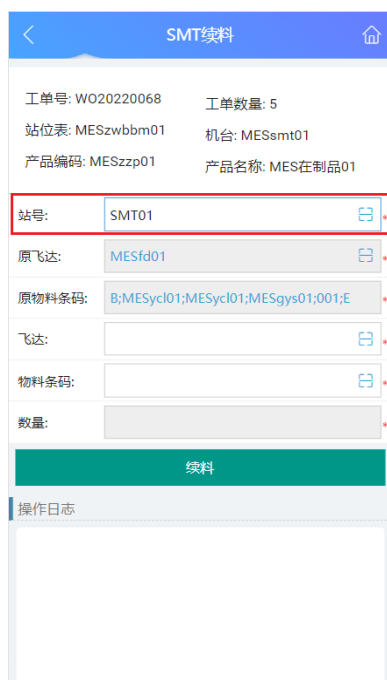 SMT续料
工单号: WO20220068 工单数量: 5
站位表: MESzwbbm01 机台: MESsmt01
产品编码: MESzzp01 产品名称: MES在制品01
站号: SMT01 *
原飞达: MESfd01 *
原物料条码: B;MESycl01;MESycl01;MESgys01;001;E *
飞达: *
物料条码: *
数量: *
续料
操作日志